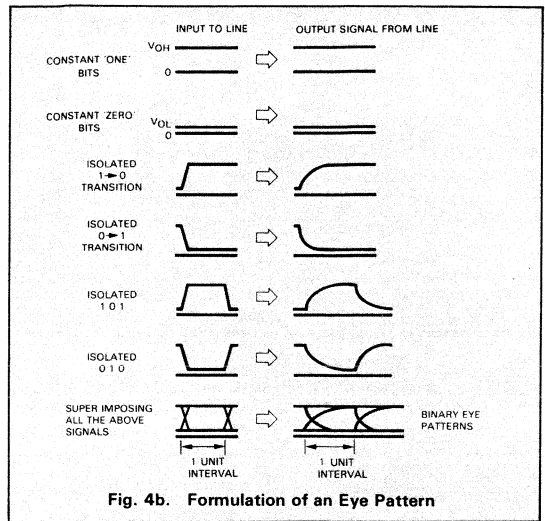 INPUT TO LINE
OUTPUT SIGNAL FROM LINE
VOH
CONSTANT 'ONE'
BITS
0
CONSTANT 'ZERO'
BITS
VOL
0
ISOLATED
1→0
TRANSITION
ISOLATED
0→1
TRANSITION
ISOLATED
1 0 1
ISOLATED
0 1 0
SUPER IMPOSING
ALL THE ABOVE
SIGNALS
BINARY EYE
PATTERNS
1 UNIT
INTERVAL
1 UNIT
INTERVAL
Fig. 4b. Formulation of an Eye Pattern